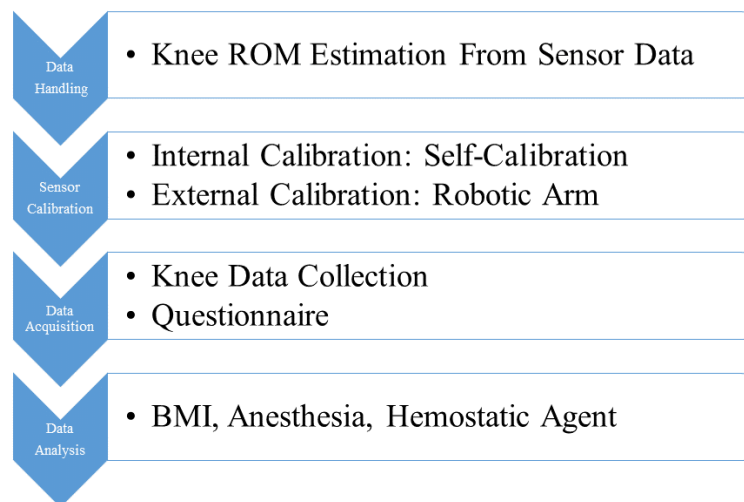 Data
Handling
• Knee ROM Estimation From Sensor Data
Sensor
Calibration
• Internal Calibration: Self-Calibration
• External Calibration: Robotic Arm
Data
Acquisition
• Knee Data Collection
• Questionnaire
Data
Analysis
• BMI, Anesthesia, Hemostatic Agent